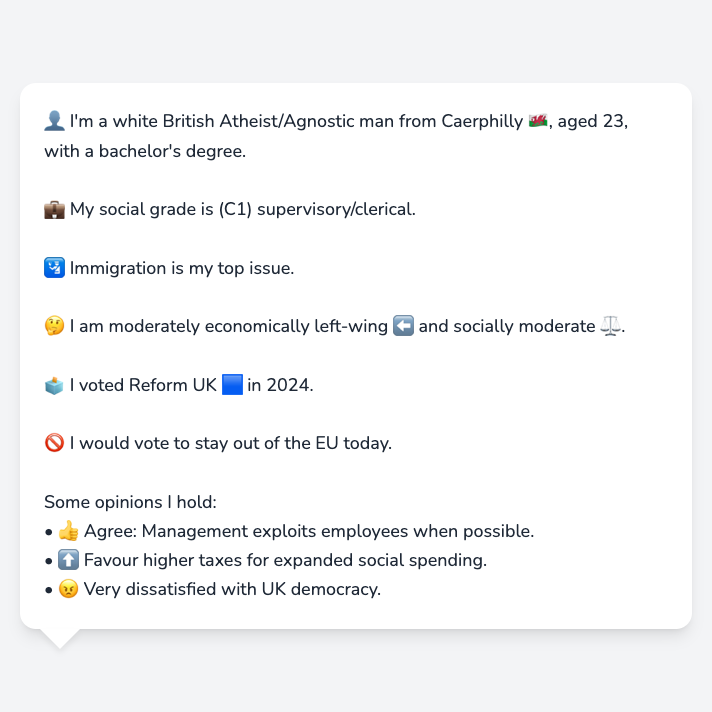 👤 I'm a white British Atheist/Agnostic man from Caerphilly 🏴󠁧󠁢󠁷󠁬󠁳󠁿, aged 23,
with a bachelor's degree.
💼 My social grade is (C1) supervisory/clerical.
🛂 Immigration is my top issue.
🤔 I am moderately economically left-wing ⬅️ and socially moderate ⚖️.
🗳️ I voted Reform UK 🟦 in 2024.
🚫 I would vote to stay out of the EU today.
Some opinions I hold:
• 👍 Agree: Management exploits employees when possible.
• ⬆️ Favour higher taxes for expanded social spending.
• 😠 Very dissatisfied with UK democracy.